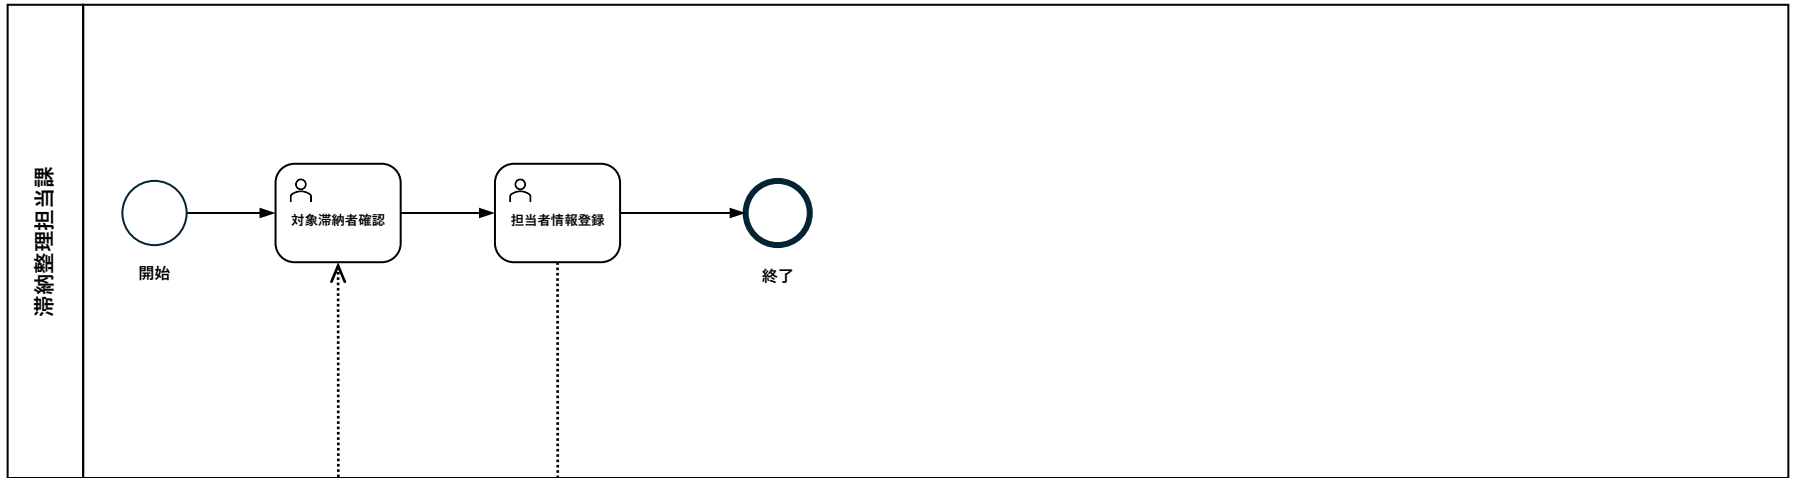 滞納整理担当課
対象滞納者確認
担当者情報登録
開始
終了